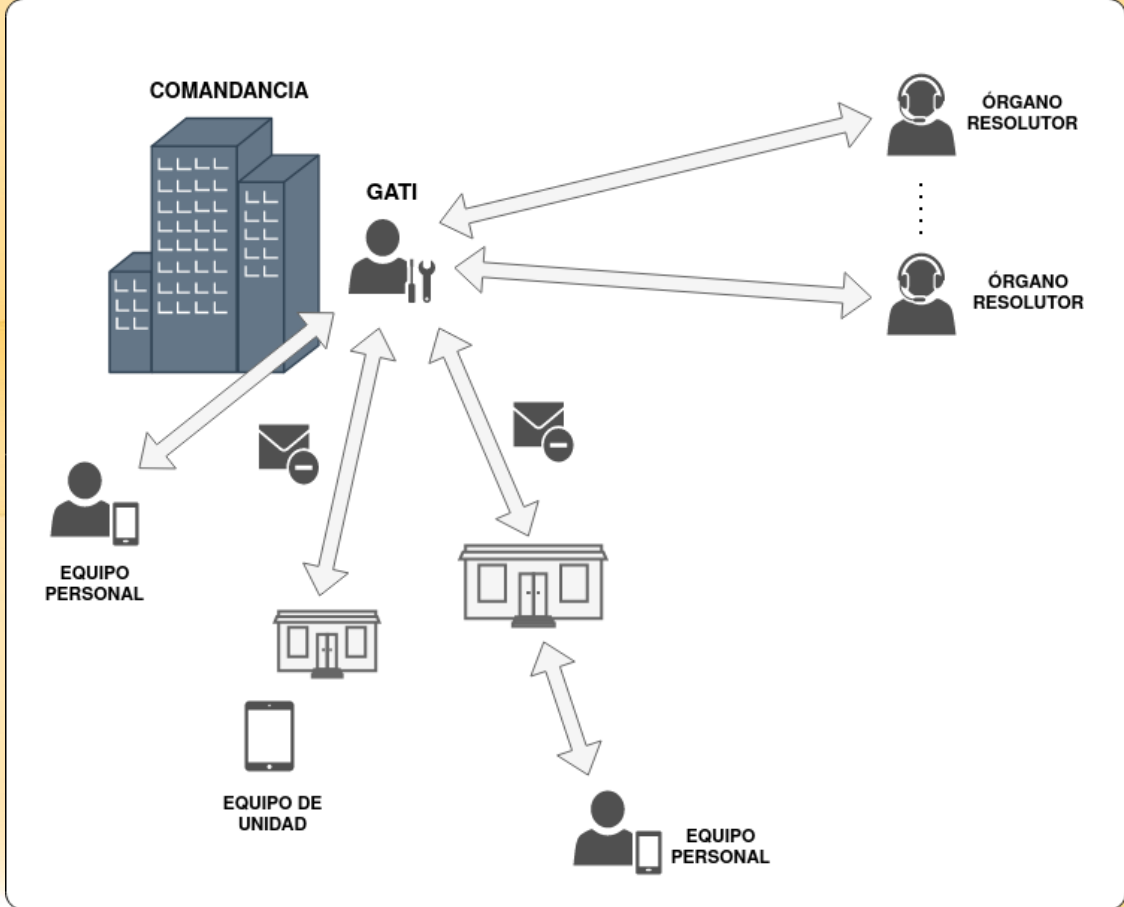 COMANDANCIA
GATI
ÓRGANO
RESOLUTOR
ÓRGANO
RESOLUTOR
EQUIPO
PERSONAL
EQUIPO DE
UNIDAD
EQUIPO
PERSONAL